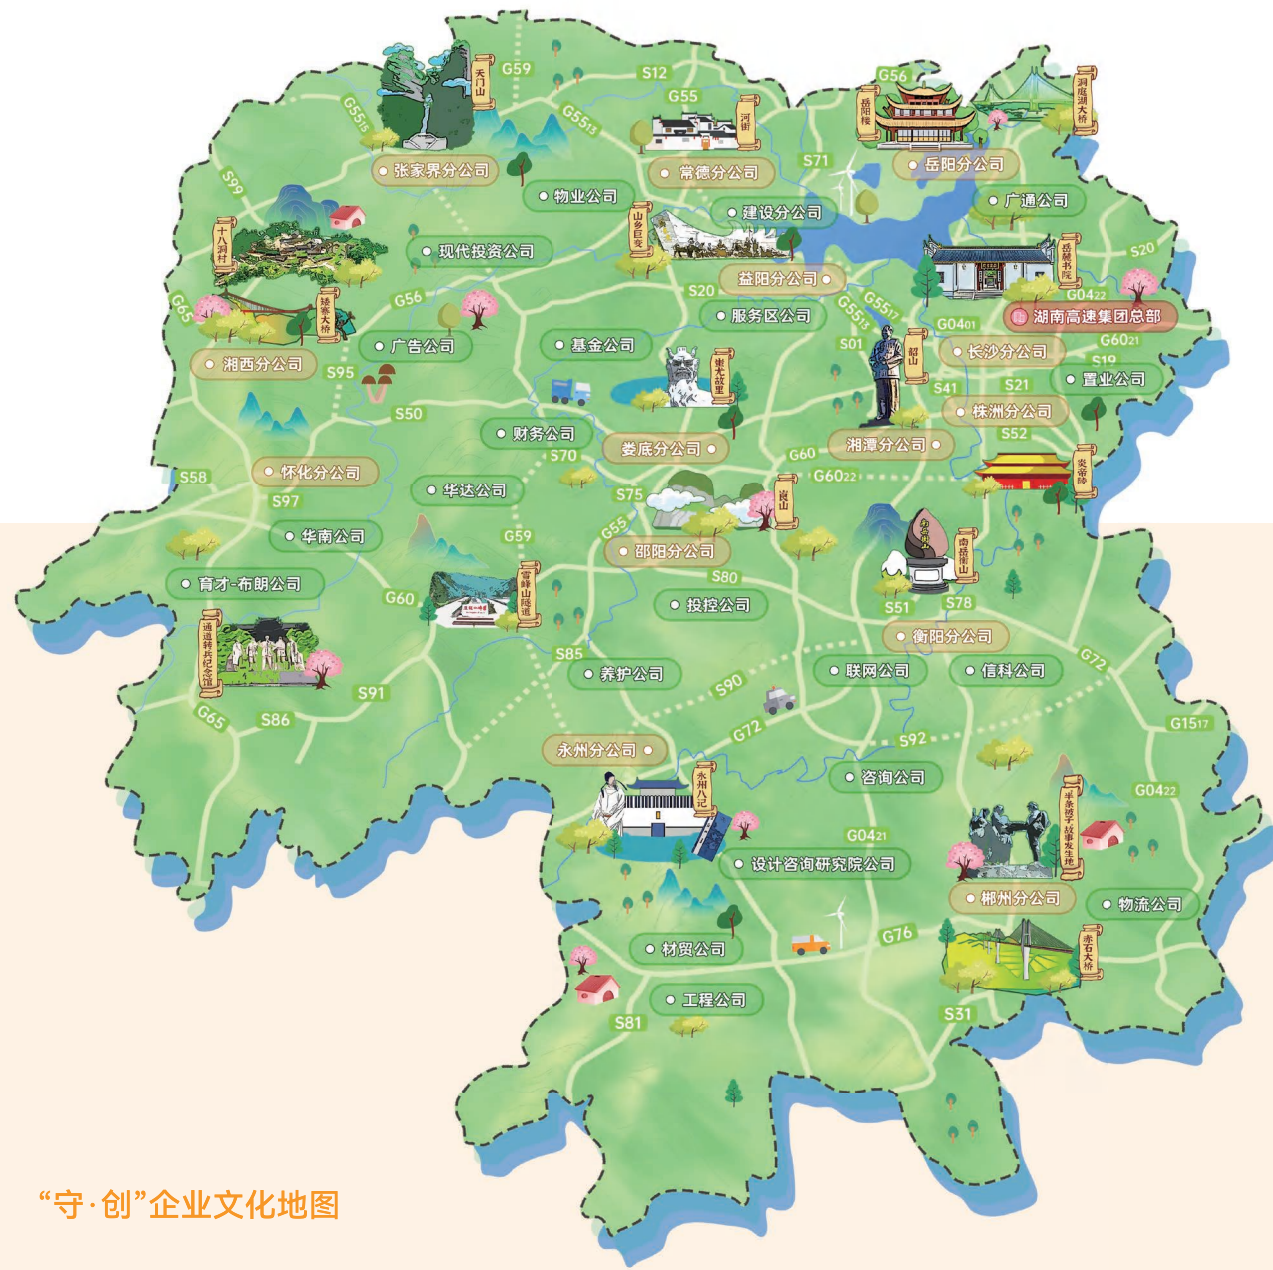 天门山
G59
S12
G55
G56
洞庭湖大桥
岳阳楼
河街
G5515
G5513
张家界分公司
常德分公司
S71
岳阳分公司
S99
物业公司
建设分公司
广通公司
十八洞村
山乡巨变
现代投资公司
岳麓书院
S20
益阳分公司
G65
矮寨大桥
G56
S20
G5513
G5517
G0422
服务区公司
湖南高速集团总部
G0401
广告公司
基金公司
S01
韶山
长沙分公司
G6021
S19
湘西分公司
S95
蚩尤故里
S41
S21
置业公司
S50
株洲分公司
财务公司
娄底分公司
湘潭分公司
S52
S70
G60
G6022
炎帝陵
怀化分公司
S58
华达公司
S75
崀山
S97
华南公司
G59
G55
邵阳分公司
南岳衡山
育才-布朗公司
G60
雪峰山隧道
S80
投控公司
S51
S78
通道转兵纪念馆
衡阳分公司
S85
养护公司
联网公司
信科公司
G72
G65
S86
S91
S90
G72
S92
G1517
永州分公司
永州八记
咨询公司
G0422
半条被子故事发生地
G0421
设计咨询研究院公司
郴州分公司
物流公司
材贸公司
G76
赤石大桥
工程公司
S81
S31
“守·创”企业文化地图